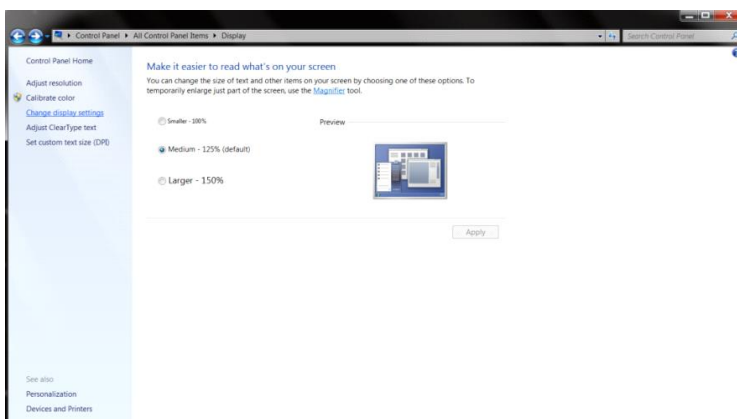 Control Panel ▸ All Control Panel Items ▸ Display
Search Control Panel
Control Panel Home
Adjust resolution
Calibrate color
Change display settings
Adjust ClearType text
Set custom text size (DPI)
Make it easier to read what's on your screen
You can change the size of text and other items on your screen by choosing one of these options. To
temporarily enlarge just part of the screen, use the Magnifier tool.
Smaller - 100%
Preview
Medium - 125% (default)
Larger - 150%
Apply
See also
Personalization
Devices and Printers